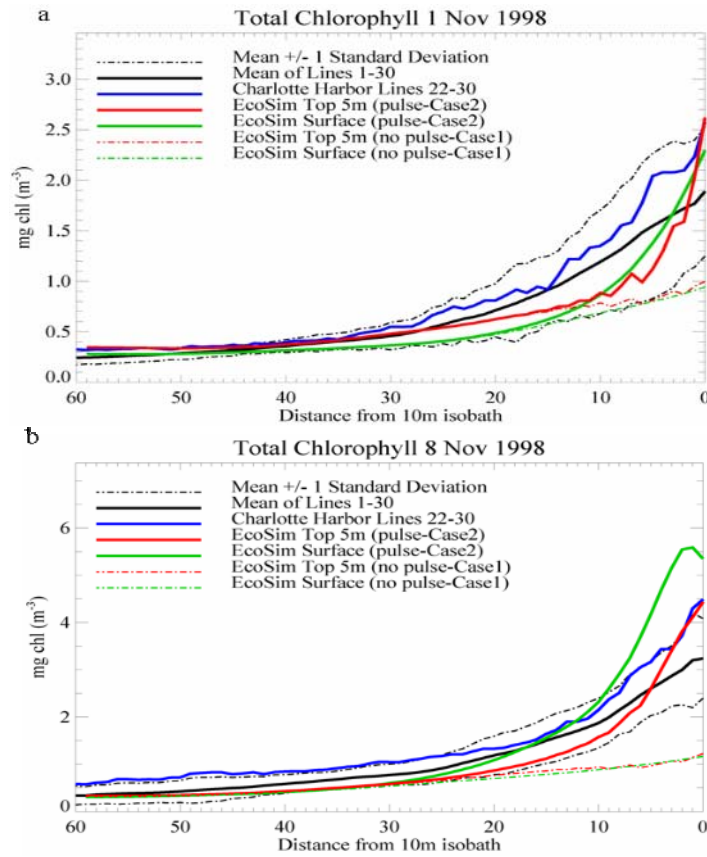 a
Total Chlorophyll 1 Nov 1998
Mean +/- 1 Standard Deviation
Mean of Lines 1-30
Charlotte Harbor Lines 22-30
EcoSim Top 5m (pulse-Case2)
EcoSim Surface (pulse-Case2)
EcoSim Top 5m (no pulse-Case1)
EcoSim Surface (no pulse-Case1)
mg chl (m⁻³)
3.0
2.5
2.0
1.5
1.0
0.5
0.0
60 50 40 30 20 10 0
Distance from 10m isobath
b
Total Chlorophyll 8 Nov 1998
Mean +/- 1 Standard Deviation
Mean of Lines 1-30
Charlotte Harbor Lines 22-30
EcoSim Top 5m (pulse-Case2)
EcoSim Surface (pulse-Case2)
EcoSim Top 5m (no pulse-Case1)
EcoSim Surface (no pulse-Case1)
mg chl (m⁻³)
6
4
2
0
60 50 40 30 20 10 0
Distance from 10m isobath